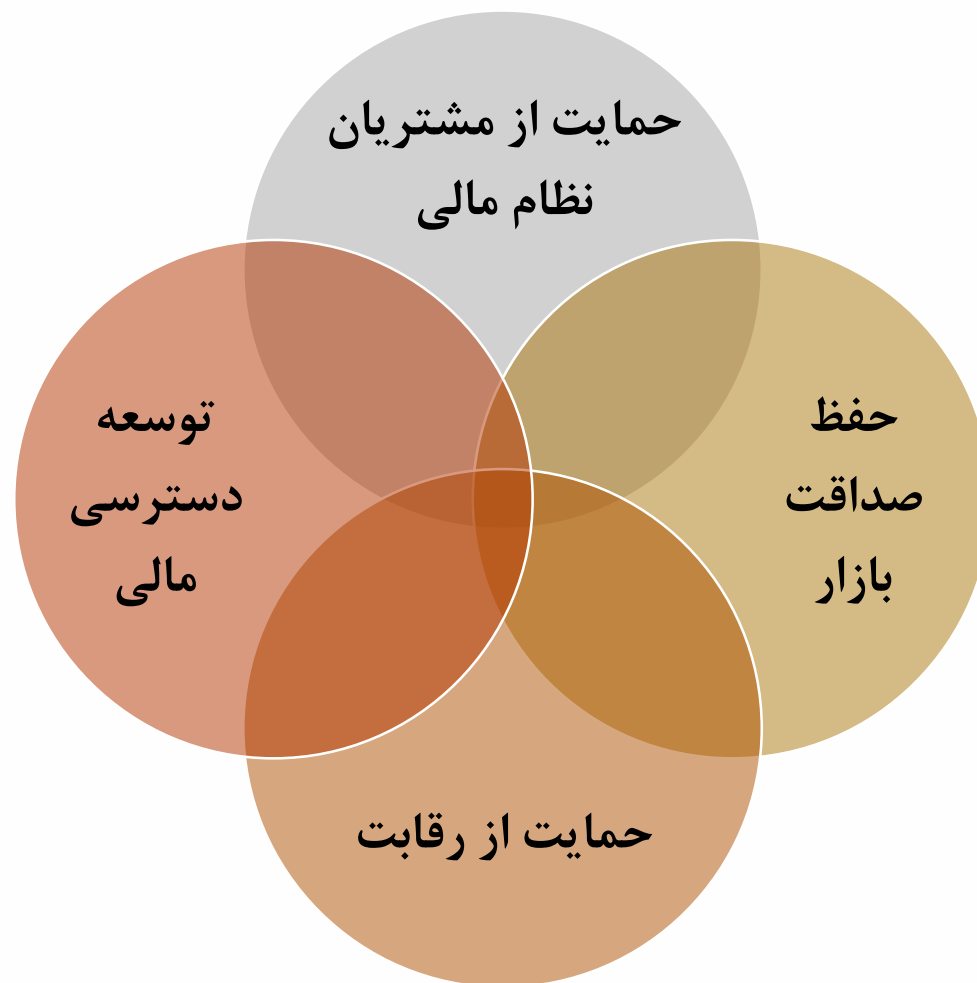 حمایت از مشتریان
نظام مالی
حفظ
صداقت
بازار
توسعه
دسترسی
مالی
حمایت از رقابت